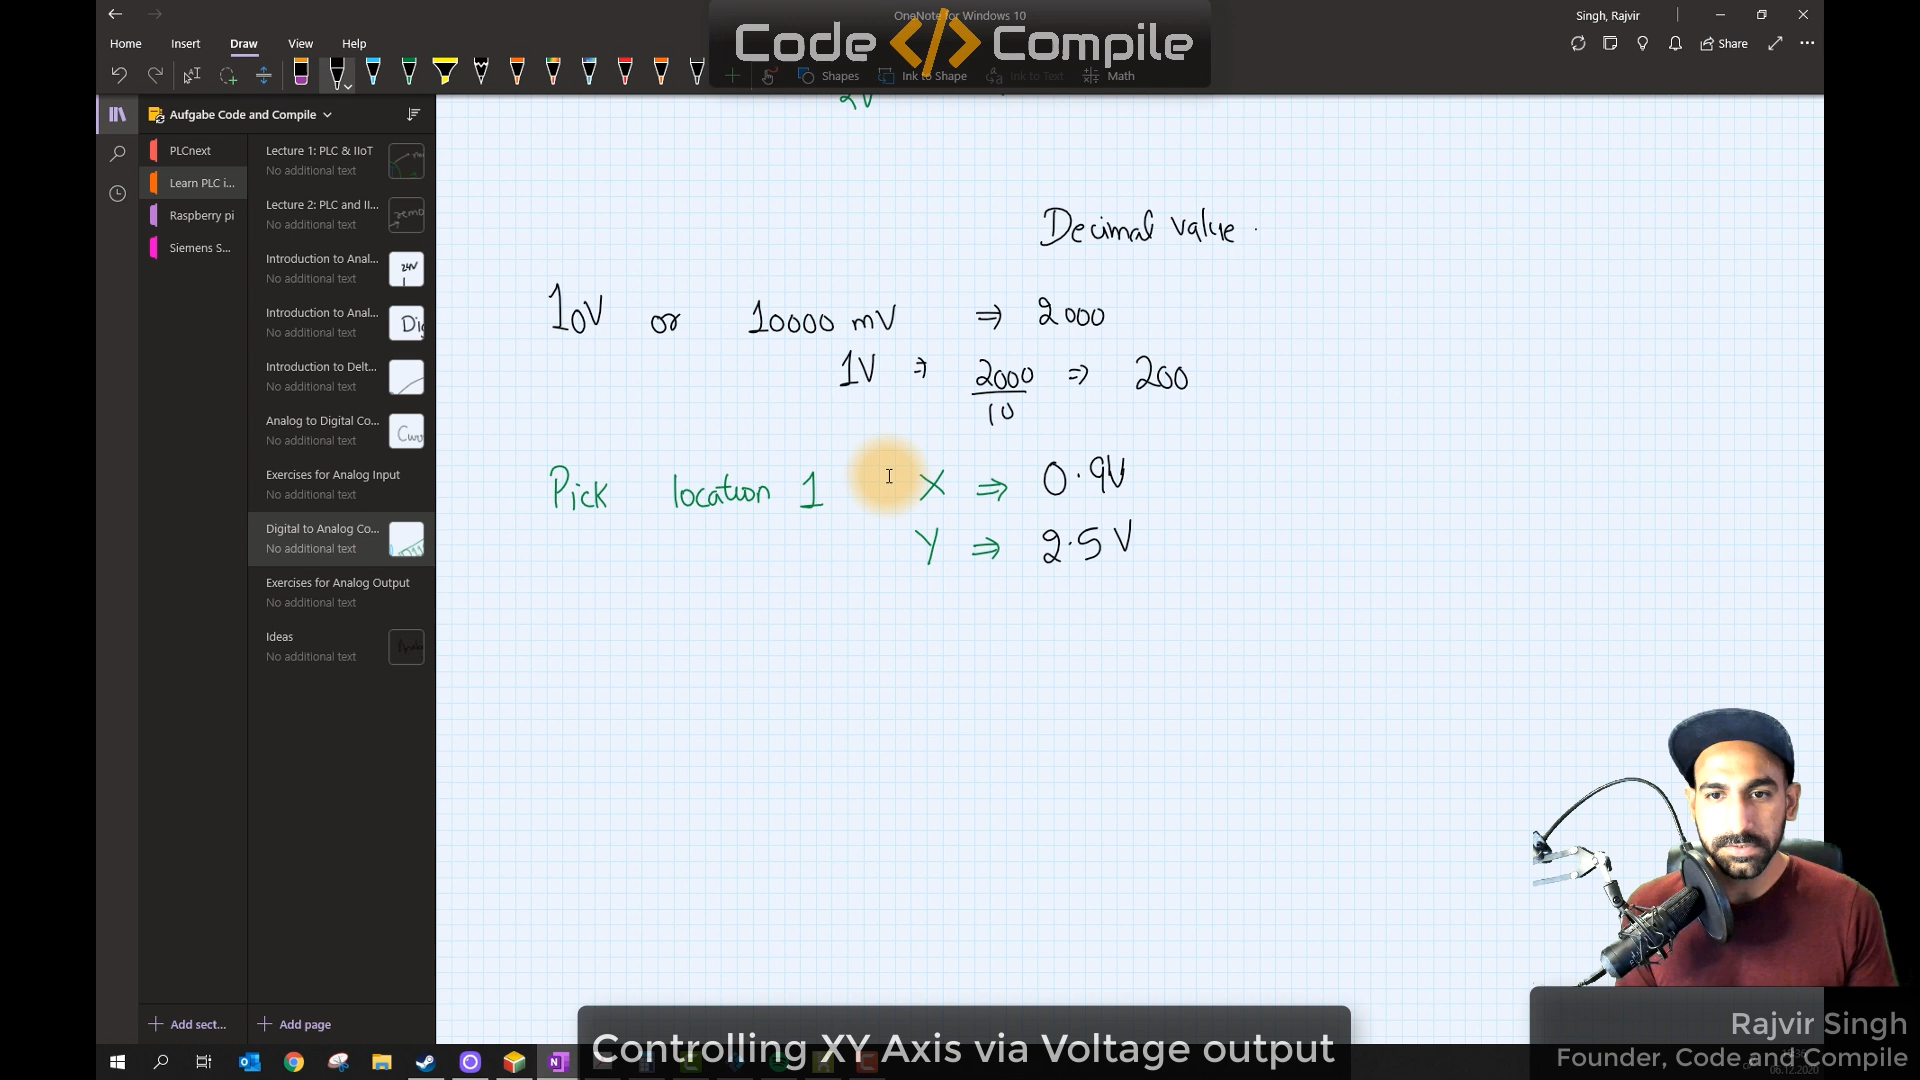 OneNote for Windows 10
Singh, Rajvir
Home Insert Draw View Help
Code </> Compile
Share
Shapes Ink to Shape Ink to Text Math
Aufgabe Code and Compile
PLCnext
Learn PLC i...
Raspberry pi
Siemens S...
Lecture 1: PLC & IIoT
No additional text
Lecture 2: PLC and II...
No additional text
Introduction to Anal...
No additional text
24V
Introduction to Anal...
No additional text
Introduction to Delt...
No additional text
Analog to Digital Co...
No additional text
Exercises for Analog Input
No additional text
Digital to Analog Co...
No additional text
Exercises for Analog Output
No additional text
Ideas
No additional text
Add sect...
Add page
2V
Decimal value .
10V or 10000 mV ⇒ 2000
1V ⇒ 2000/10 ⇒ 200
Pick location 1 X ⇒ 0.9V
Y ⇒ 2.5 V
Controlling XY Axis via Voltage output
Rajvir Singh
Founder, Code and Compile
06.12.2020